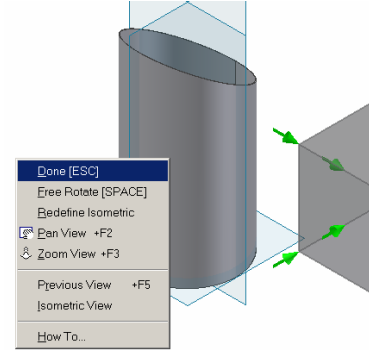 Done [ESC]
Free Rotate [SPACE]
Redefine Isometric
Pan View +F2
Zoom View +F3
Previous View +F5
Isometric View
How To...